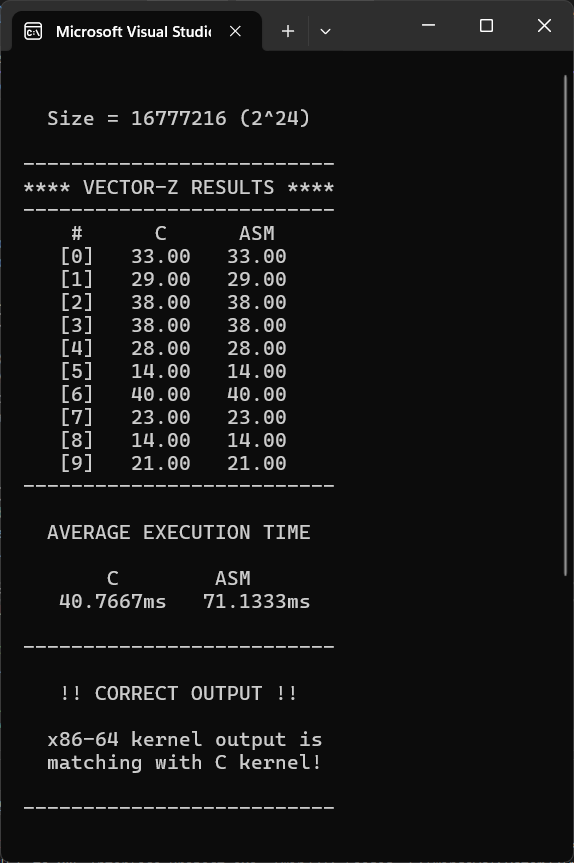 Microsoft Visual Studio
Size = 16777216 (2^24)
--------------------------
**** VECTOR-Z RESULTS ****
--------------------------
# C ASM
[0] 33.00 33.00
[1] 29.00 29.00
[2] 38.00 38.00
[3] 38.00 38.00
[4] 28.00 28.00
[5] 14.00 14.00
[6] 40.00 40.00
[7] 23.00 23.00
[8] 14.00 14.00
[9] 21.00 21.00
--------------------------
AVERAGE EXECUTION TIME
C ASM
40.7667ms 71.1333ms
--------------------------
!! CORRECT OUTPUT !!
x86-64 kernel output is
matching with C kernel!
--------------------------